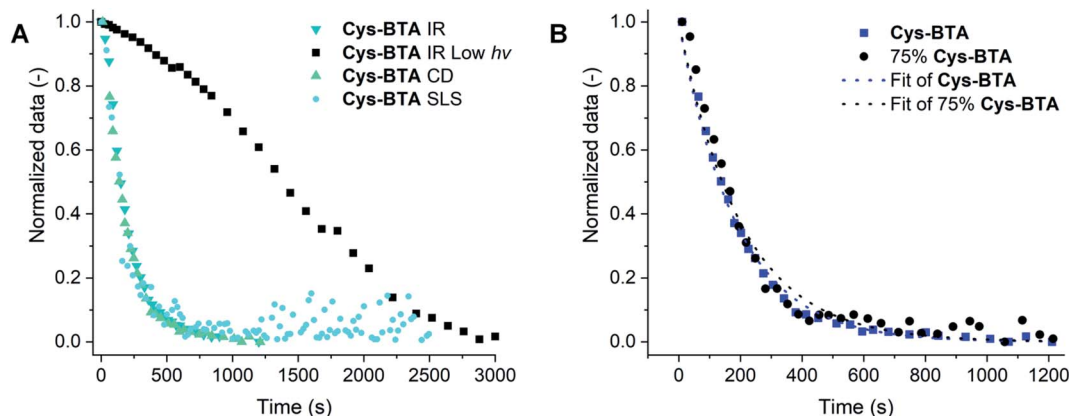 A
Normalized data (-)
1.0
0.8
0.6
0.4
0.2
0.0
Cys-BTA IR
Cys-BTA IR Low hv
Cys-BTA CD
Cys-BTA SLS
0 500 1000 1500 2000 2500 3000
Time (s)
B
Normalized data (-)
1.0
0.8
0.6
0.4
0.2
0.0
Cys-BTA
75% Cys-BTA
Fit of Cys-BTA
Fit of 75% Cys-BTA
0 200 400 600 800 1000 1200
Time (s)